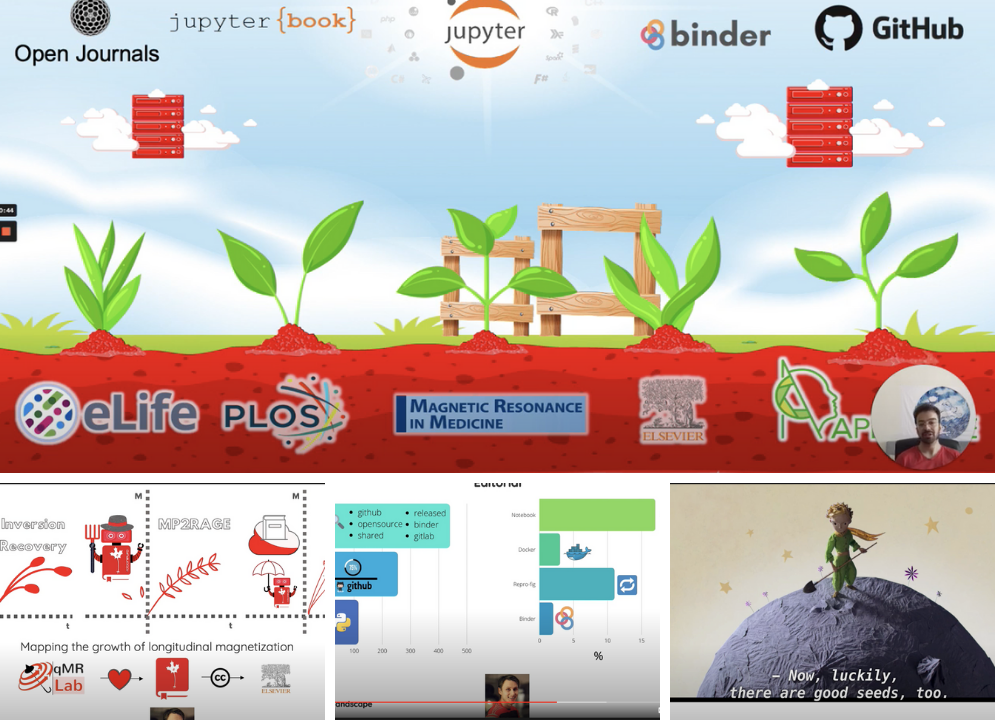 Open Journals
jupyter {book}
jupyter
binder
GitHub
php
F#
0:44
eLife
PLOS
MAGNETIC RESONANCE
IN MEDICINE
ELSEVIER
AP
M
M
Inversion
Recovery
MP2RAGE
t
t
Mapping the growth of longitudinal magnetization
qMR
Lab
cc
ELSEVIER
Editorial
github
opensource
shared
released
binder
gitlab
github
100 200 300 400 500
landscape
Notebook
Docker
Repro-fig
Binder
0 5 10 15
%
– Now, luckily,
there are good seeds, too.